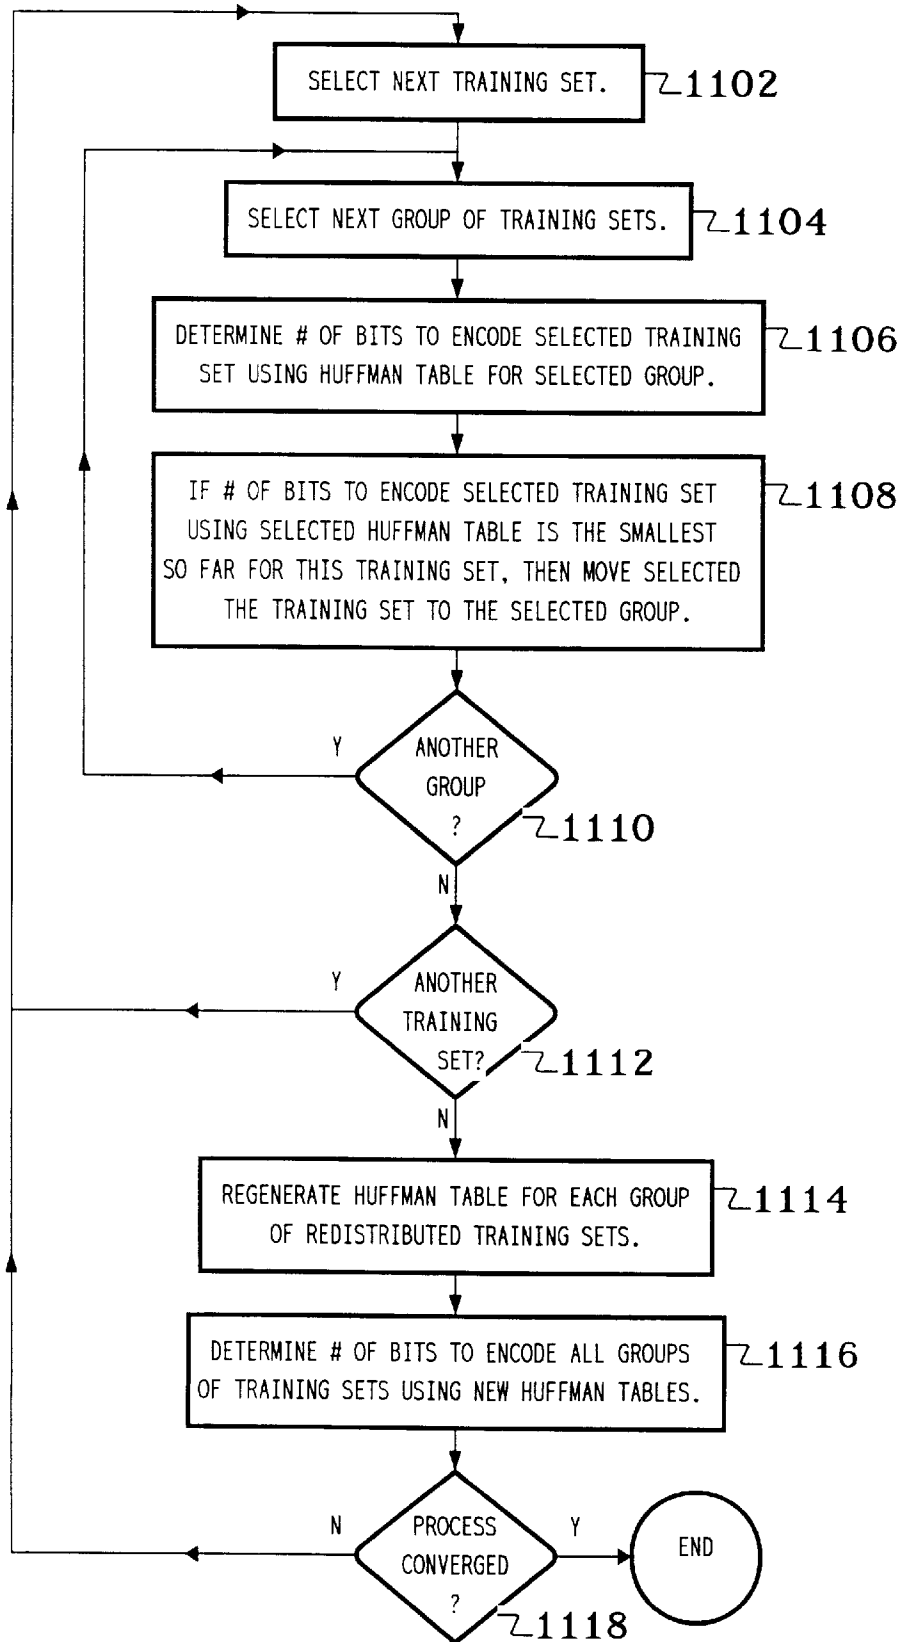 SELECT NEXT TRAINING SET.
1102
SELECT NEXT GROUP OF TRAINING SETS.
1104
DETERMINE # OF BITS TO ENCODE SELECTED TRAINING
SET USING HUFFMAN TABLE FOR SELECTED GROUP.
1106
IF # OF BITS TO ENCODE SELECTED TRAINING SET
USING SELECTED HUFFMAN TABLE IS THE SMALLEST
SO FAR FOR THIS TRAINING SET, THEN MOVE SELECTED
THE TRAINING SET TO THE SELECTED GROUP.
1108
Y
ANOTHER
GROUP
?
1110
N
Y
ANOTHER
TRAINING
SET?
1112
N
REGENERATE HUFFMAN TABLE FOR EACH GROUP
OF REDISTRIBUTED TRAINING SETS.
1114
DETERMINE # OF BITS TO ENCODE ALL GROUPS
OF TRAINING SETS USING NEW HUFFMAN TABLES.
1116
N
PROCESS
CONVERGED
?
1118
Y
END